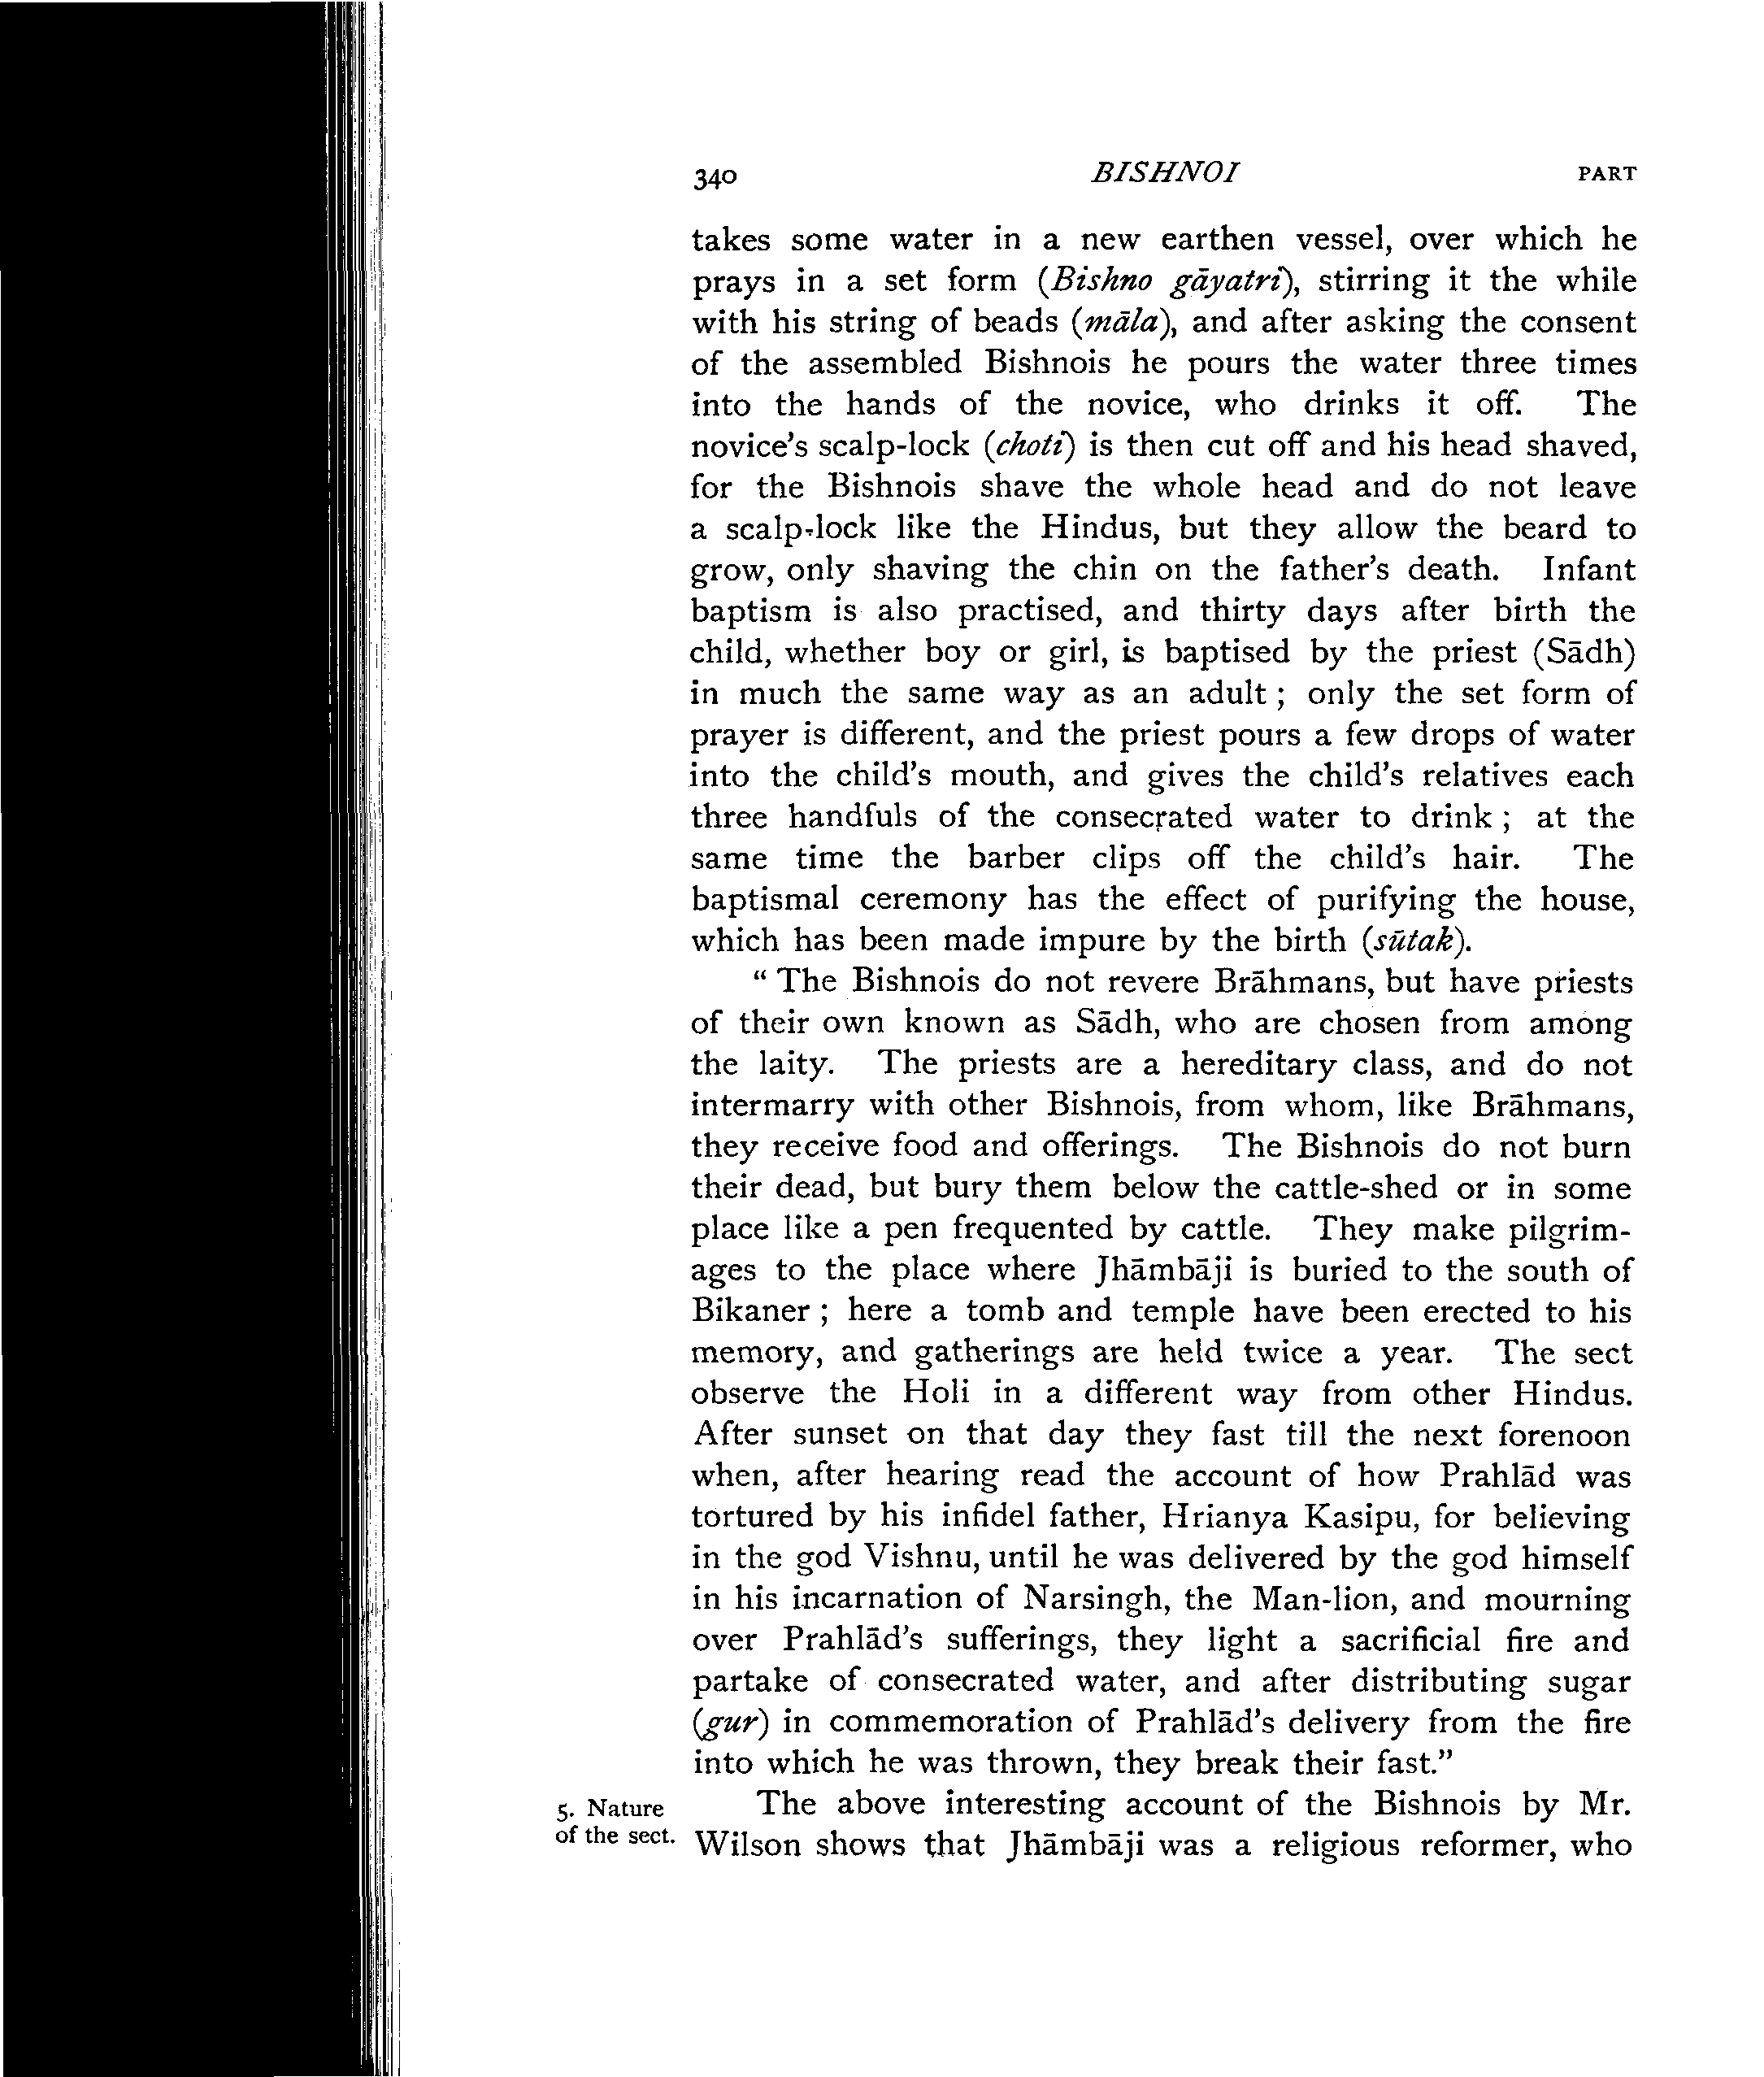 340 BISHNOI PART
takes some water in a new earthen vessel, over which he
prays in a set form (Bishno gāyatri), stirring it the while
with his string of beads (māla), and after asking the consent
of the assembled Bishnois he pours the water three times
into the hands of the novice, who drinks it off. The
novice's scalp-lock (choti) is then cut off and his head shaved,
for the Bishnois shave the whole head and do not leave
a scalp-lock like the Hindus, but they allow the beard to
grow, only shaving the chin on the father's death. Infant
baptism is also practised, and thirty days after birth the
child, whether boy or girl, is baptised by the priest (Sādh)
in much the same way as an adult ; only the set form of
prayer is different, and the priest pours a few drops of water
into the child's mouth, and gives the child's relatives each
three handfuls of the consecrated water to drink ; at the
same time the barber clips off the child's hair. The
baptismal ceremony has the effect of purifying the house,
which has been made impure by the birth (sūtak).
“ The Bishnois do not revere Brāhmans, but have priests
of their own known as Sādh, who are chosen from among
the laity. The priests are a hereditary class, and do not
intermarry with other Bishnois, from whom, like Brāhmans,
they receive food and offerings. The Bishnois do not burn
their dead, but bury them below the cattle-shed or in some
place like a pen frequented by cattle. They make pilgrim-
ages to the place where Jhāmbāji is buried to the south of
Bikaner ; here a tomb and temple have been erected to his
memory, and gatherings are held twice a year. The sect
observe the Holi in a different way from other Hindus.
After sunset on that day they fast till the next forenoon
when, after hearing read the account of how Prahlād was
tortured by his infidel father, Hrianya Kasipu, for believing
in the god Vishnu, until he was delivered by the god himself
in his incarnation of Narsingh, the Man-lion, and mourning
over Prahlād's sufferings, they light a sacrificial fire and
partake of consecrated water, and after distributing sugar
(gur) in commemoration of Prahlād's delivery from the fire
into which he was thrown, they break their fast.”
5. Nature
of the sect.
The above interesting account of the Bishnois by Mr.
Wilson shows that Jhāmbāji was a religious reformer, who